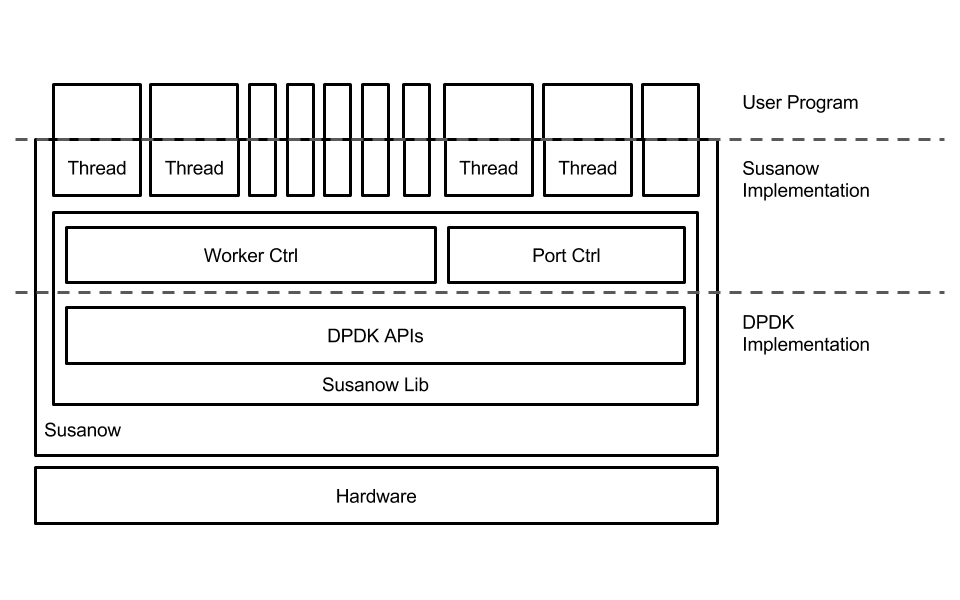 User Program
Thread Thread Thread Thread
Susanow
Implementation
Worker Ctrl Port Ctrl
DPDK
Implementation
DPDK APIs
Susanow Lib
Susanow
Hardware